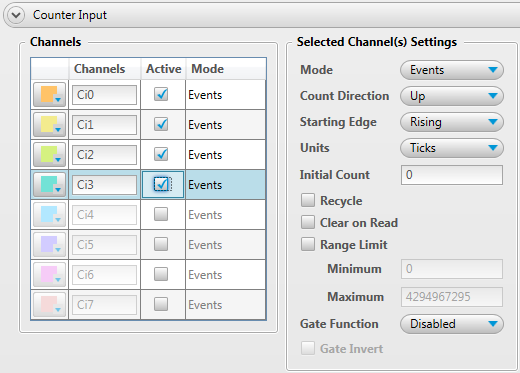 Counter Input
Channels
Channels Active Mode
Ci0 Events
Ci1 Events
Ci2 Events
Ci3 Events
Ci4 Events
Ci5 Events
Ci6 Events
Ci7 Events
Selected Channel(s) Settings
Mode Events
Count Direction Up
Starting Edge Rising
Units Ticks
Initial Count 0
Recycle
Clear on Read
Range Limit
Minimum 0
Maximum 4294967295
Gate Function Disabled
Gate Invert